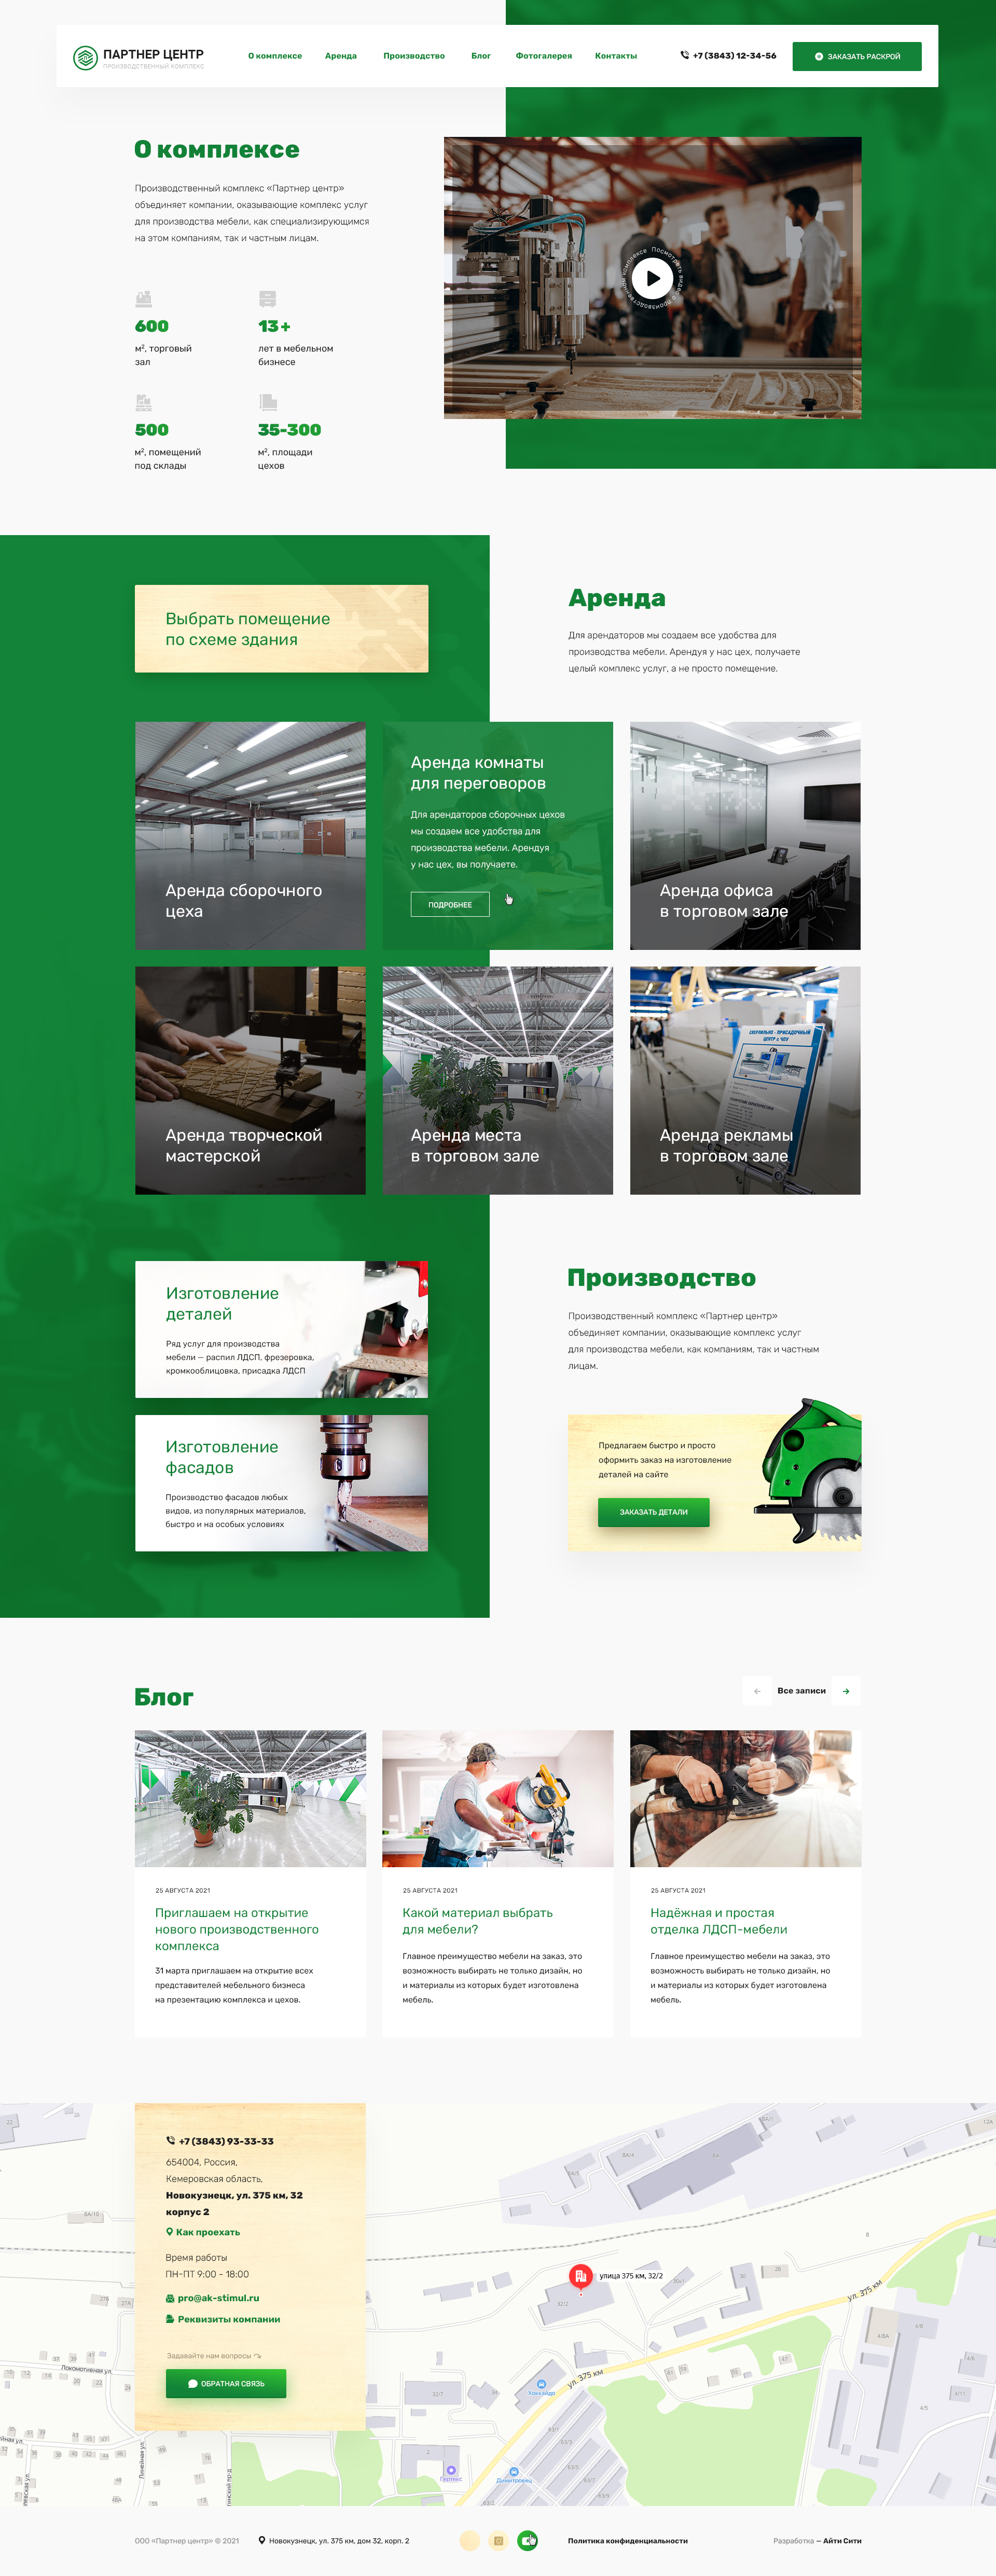 ПАРТНЕР ЦЕНТР
ПРОИЗВОДСТВЕННЫЙ КОМПЛЕКС
О комплексе
Аренда
Производство
Блог
Фотогалерея
Контакты
+7 (3843) 12-34-56
ЗАКАЗАТЬ РАСКРОЙ
О комплексе
Производственный комплекс «Партнер центр»
объединяет компании, оказывающие комплекс услуг
для производства мебели, как специализирующимся
на этом компаниям, так и частным лицам.
600
м², торговый
зал
13+
лет в мебельном
бизнесе
500
м², помещений
под склады
35-300
м², площади
цехов
Посмотреть видео о производственном комплексе
Выбрать помещение
по схеме здания
Аренда
Для арендаторов мы создаем все удобства для
производства мебели. Арендуя у нас цех, получаете
целый комплекс услуг, а не просто помещение.
Аренда сборочного
цеха
Аренда комнаты
для переговоров
Для арендаторов сборочных цехов
мы создаем все удобства для
производства мебели. Арендуя
у нас цех, вы получаете.
ПОДРОБНЕЕ
Аренда офиса
в торговом зале
Аренда творческой
мастерской
Аренда места
в торговом зале
СВЕРЛИЛЬНО - ПРИСАДОЧНЫЙ
ЦЕНТР с ЧПУ
Аренда рекламы
в торговом зале
Изготовление
деталей
Ряд услуг для производства
мебели — распил ЛДСП, фрезеровка,
кромкооблицовка, присадка ЛДСП
Изготовление
фасадов
Производство фасадов любых
видов, из популярных материалов,
быстро и на особых условиях
Производство
Производственный комплекс «Партнер центр»
объединяет компании, оказывающие комплекс услуг
для производства мебели, как компаниям, так и частным
лицам.
Предлагаем быстро и просто
оформить заказ на изготовление
деталей на сайте
ЗАКАЗАТЬ ДЕТАЛИ
Блог
Все записи
25 АВГУСТА 2021
Приглашаем на открытие
нового производственного
комплекса
31 марта приглашаем на открытие всех
представителей мебельного бизнеса
на презентацию комплекса и цехов.
25 АВГУСТА 2021
Какой материал выбрать
для мебели?
Главное преимущество мебели на заказ, это
возможность выбирать не только дизайн, но
и материалы из которых будет изготовлена
мебель.
25 АВГУСТА 2021
Надёжная и простая
отделка ЛДСП-мебели
Главное преимущество мебели на заказ, это
возможность выбирать не только дизайн, но
и материалы из которых будет изготовлена
мебель.
+7 (3843) 93-33-33
654004, Россия,
Кемеровская область,
Новокузнецк, ул. 375 км, 32
корпус 2
Как проехать
Время работы
ПН-ПТ 9:00 - 18:00
pro@ak-stimul.ru
Реквизиты компании
Задавайте нам вопросы
ОБРАТНАЯ СВЯЗЬ
улица 375 км, 32/2
32/2
ул. 375 км
ул. 375 км
Хоккайдо
Гермес
Димитровец
Локомотивная ул.
Линейная ул.
32/7
ООО «Партнер центр» © 2021
Новокузнецк, ул. 375 км, дом 32, корп. 2
Политика конфиденциальности
Разработка — Айти Сити